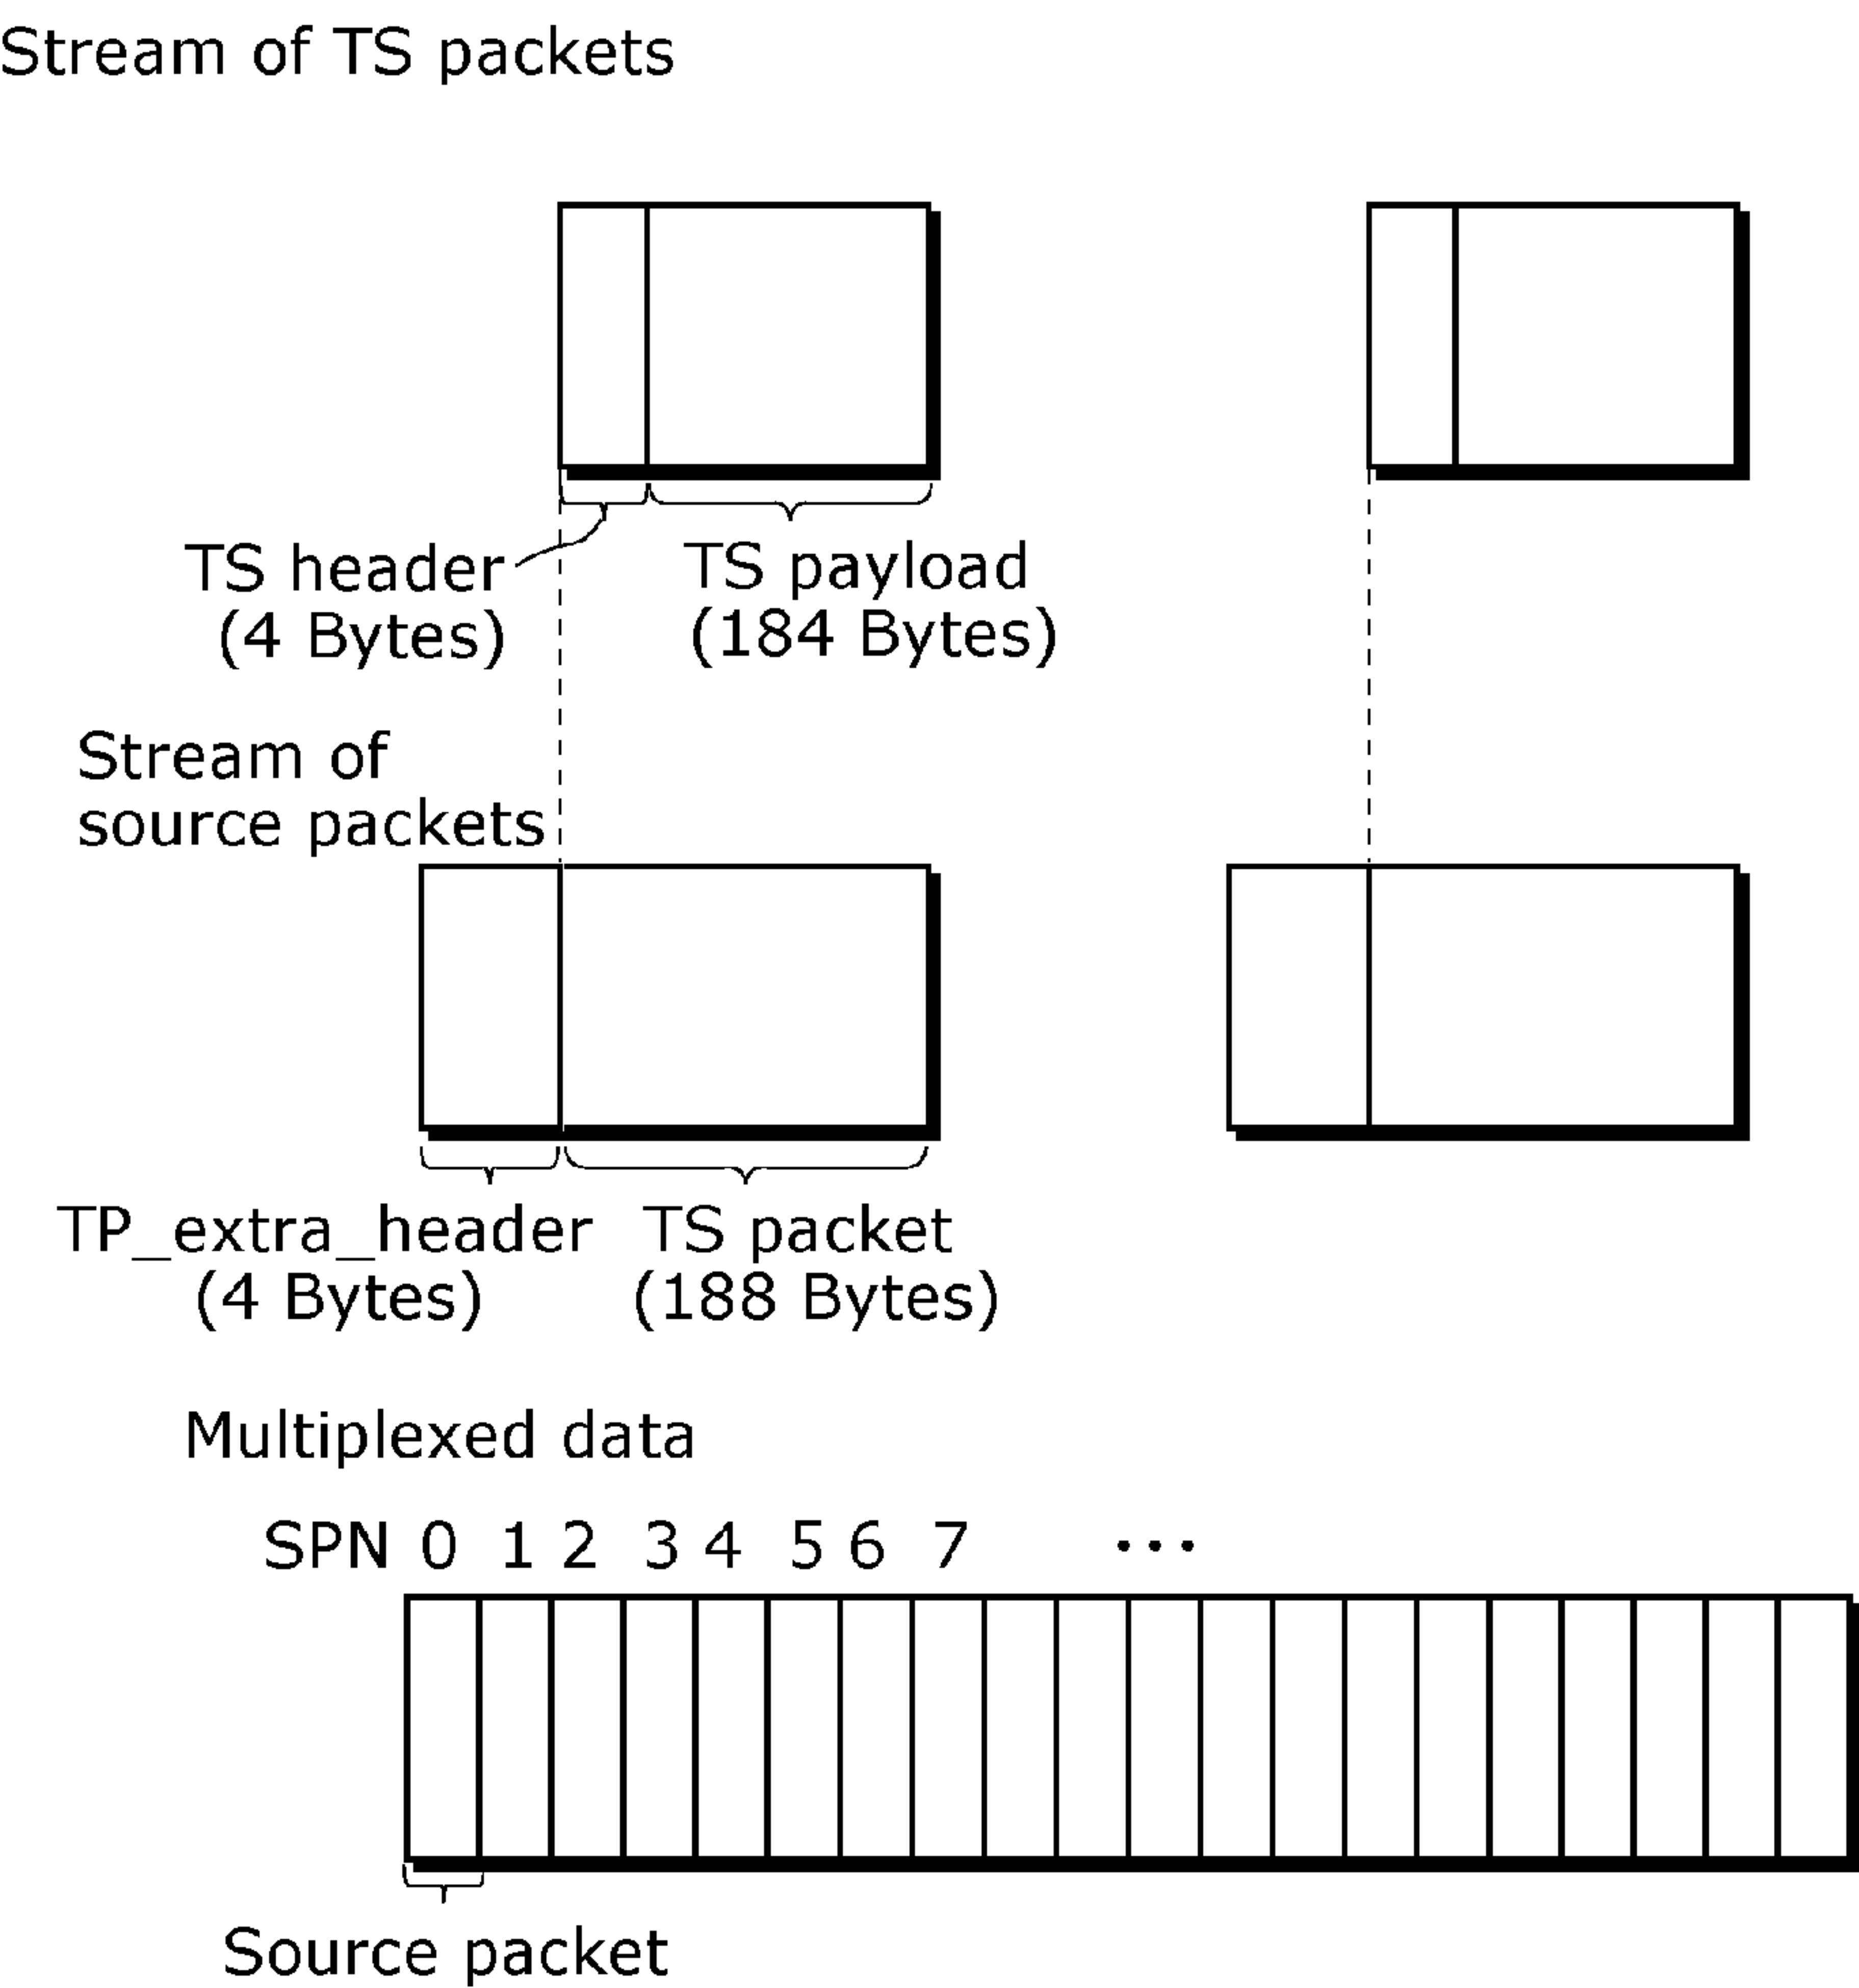 Stream of TS packets
TS header
(4 Bytes)
TS payload
(184 Bytes)
Stream of
source packets
TP_extra_header
(4 Bytes)
TS packet
(188 Bytes)
Multiplexed data
SPN 0 1 2 3 4 5 6 7 ...
Source packet